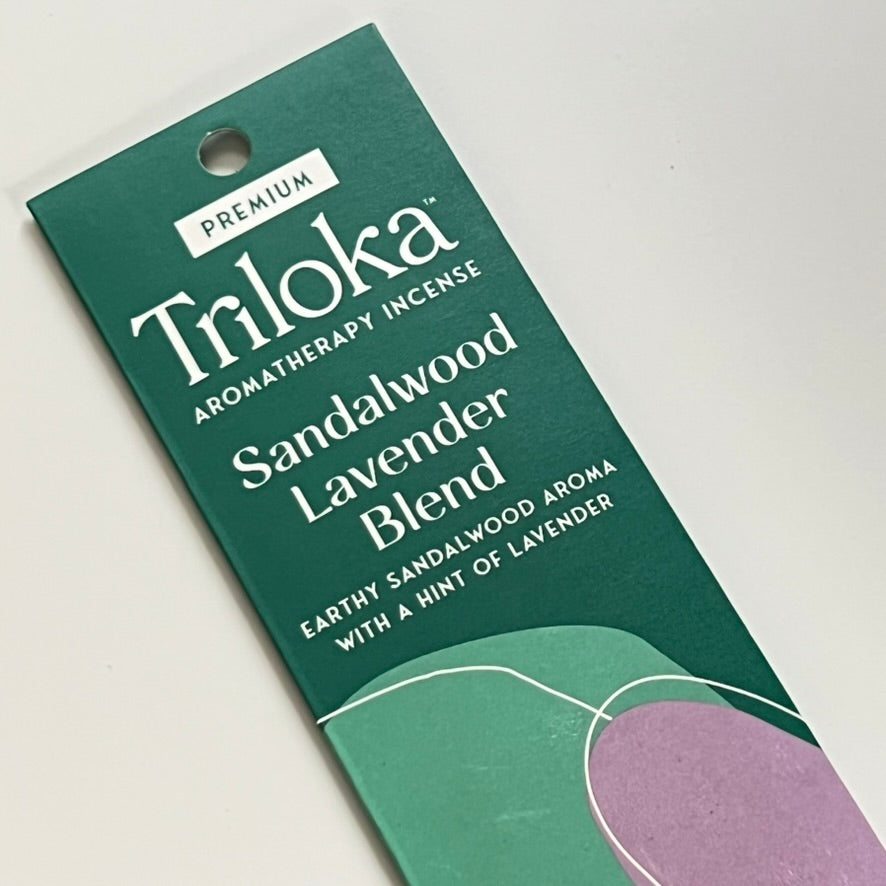 PREMIUM
Triloka™
AROMATHERAPY INCENSE
Sandalwood
Lavender
Blend
EARTHY SANDALWOOD AROMA
WITH A HINT OF LAVENDER